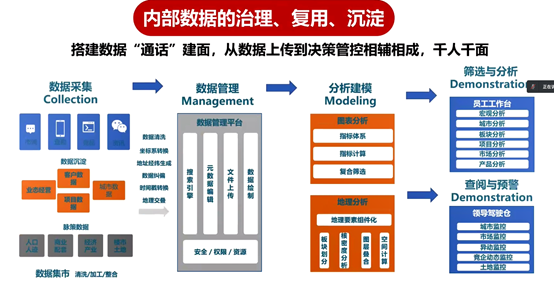 内部数据的治理、复用、沉淀
搭建数据“通话”建面，从数据上传到决策管控相辅相成，千人千面
数据采集
Collection
数据沉淀
客户数据
业态经营
城市数据
项目数据
脉策数据
人口
商业
经济产业
城市土地
数据集市 清洗/加工/整合
数据清洗
坐标系转换
地址经纬生成
数据纠偏
时间戳转换
地理交叠
数据管理
Management
数据管理平台
搜索引擎
元数据编辑
文件上传
数据绘制
安全 / 权限 / 资源
分析建模
Modeling
图表分析
指标体系
指标计算
复合筛选
地理分析
地理要素组件化
板块划分
核密度分析
图层叠合
空间计算
筛选与分析
Demonstration
员工工作台
宏观分析
城市分析
板块分析
项目分析
市场分析
产品分析
查阅与预警
Demonstration
领导驾驶仓
城市监控
市场监控
异动监控
竞企动态监控
土地监控